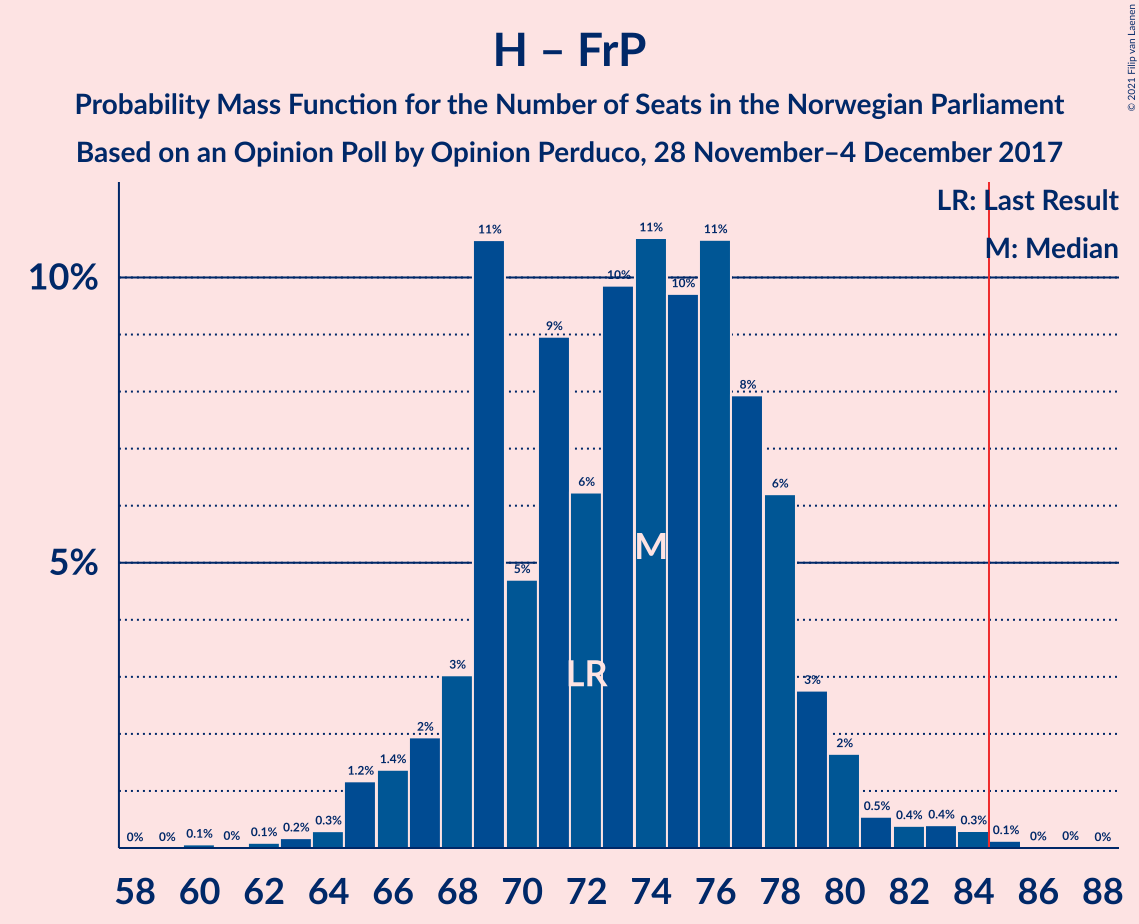 H – FrP
Probability Mass Function for the Number of Seats in the Norwegian Parliament
Based on an Opinion Poll by Opinion Perduco, 28 November–4 December 2017
© 2021 Filip van Laenen
LR: Last Result
M: Median
10%
5%
0% 0% 0.1% 0% 0.1% 0.2% 0.3% 1.2% 1.4% 2% 3% 11% 5% 9% 6% 10% 11% 10% 11% 8% 6% 3% 2% 0.5% 0.4% 0.4% 0.3% 0.1% 0% 0% 0%
M
LR
58 60 62 64 66 68 70 72 74 76 78 80 82 84 86 88